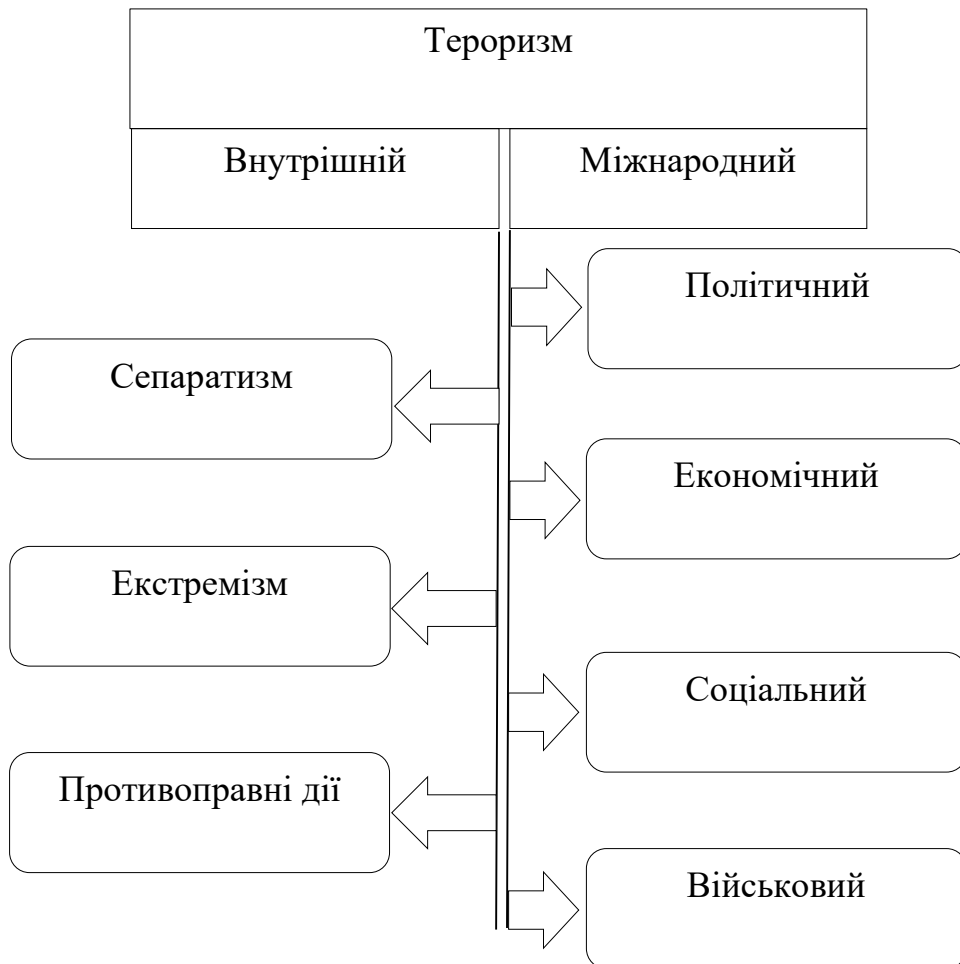 Тероризм
Внутрішній
Міжнародний
Політичний
Сепаратизм
Економічний
Екстремізм
Соціальний
Противоправні дії
Військовий